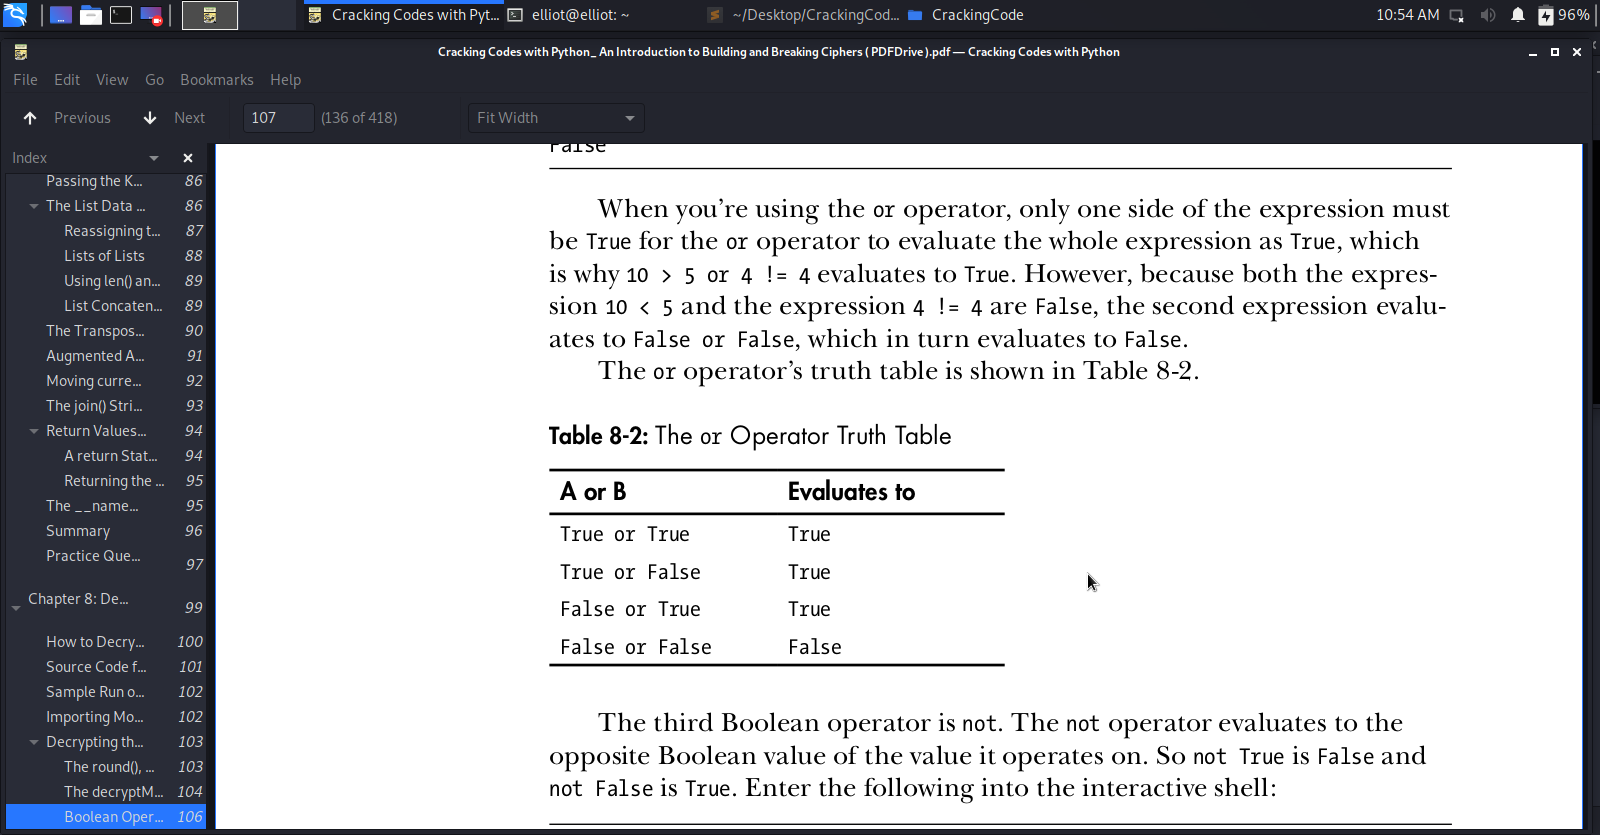 Cracking Codes with Pyt...
elliot@elliot: ~
~/Desktop/CrackingCod...
CrackingCode
10:54 AM
96%
Cracking Codes with Python_ An Introduction to Building and Breaking Ciphers ( PDFDrive ).pdf — Cracking Codes with Python
File Edit View Go Bookmarks Help
Previous Next 107 (136 of 418) Fit Width
Index
Passing the K... 86
The List Data ... 86
Reassigning t... 87
Lists of Lists 88
Using len() an... 89
List Concaten... 89
The Transpos... 90
Augmented A... 91
Moving curre... 92
The join() Stri... 93
Return Values... 94
A return Stat... 94
Returning the ... 95
The __name... 95
Summary 96
Practice Que... 97
Chapter 8: De... 99
How to Decry... 100
Source Code f... 101
Sample Run o... 102
Importing Mo... 102
Decrypting th... 103
The round(), ... 103
The decryptM... 104
Boolean Oper... 106
False
When you’re using the or operator, only one side of the expression must
be True for the or operator to evaluate the whole expression as True, which
is why 10 > 5 or 4 != 4 evaluates to True. However, because both the expres-
sion 10 < 5 and the expression 4 != 4 are False, the second expression evalu-
ates to False or False, which in turn evaluates to False.
The or operator’s truth table is shown in Table 8-2.
Table 8-2: The or Operator Truth Table
A or B Evaluates to
True or True True
True or False True
False or True True
False or False False
The third Boolean operator is not. The not operator evaluates to the
opposite Boolean value of the value it operates on. So not True is False and
not False is True. Enter the following into the interactive shell: